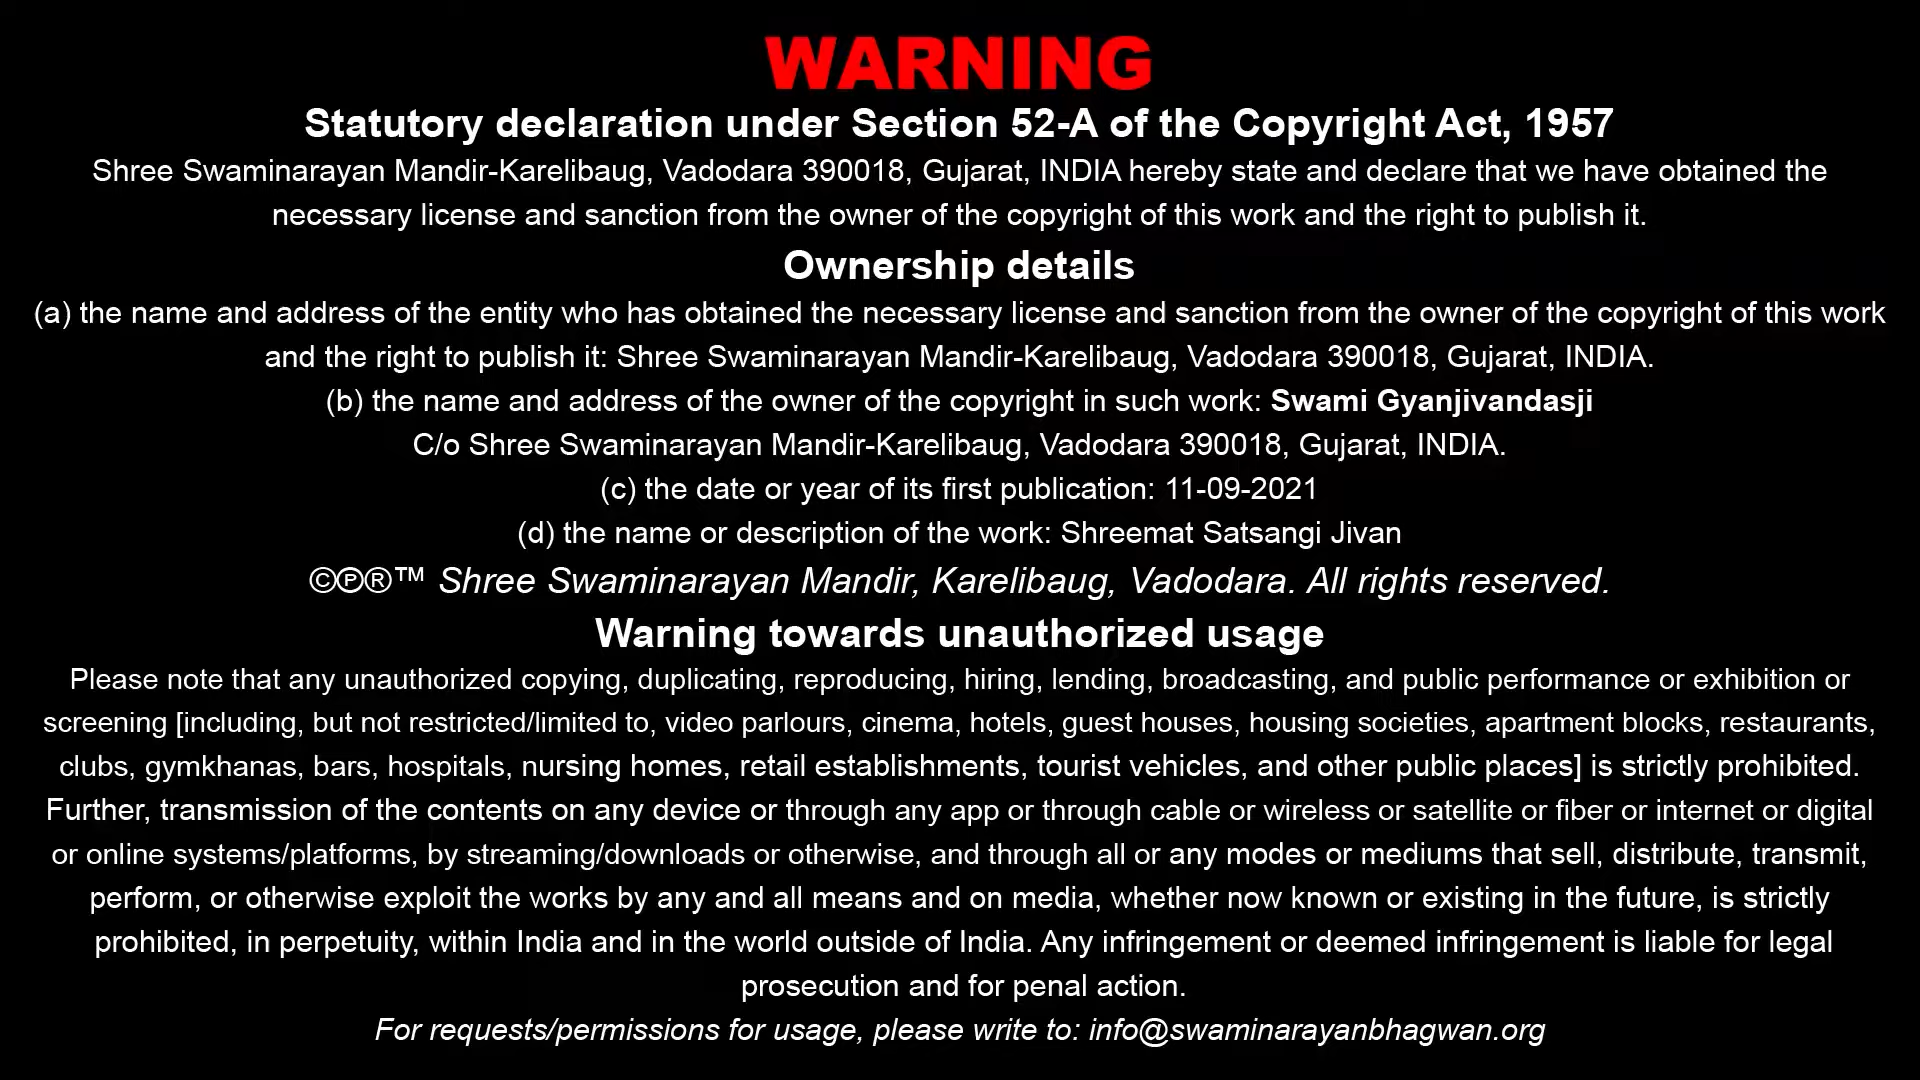 WARNING
Statutory declaration under Section 52-A of the Copyright Act, 1957
Shree Swaminarayan Mandir-Karelibaug, Vadodara 390018, Gujarat, INDIA hereby state and declare that we have obtained the
necessary license and sanction from the owner of the copyright of this work and the right to publish it.
Ownership details
(a) the name and address of the entity who has obtained the necessary license and sanction from the owner of the copyright of this work
and the right to publish it: Shree Swaminarayan Mandir-Karelibaug, Vadodara 390018, Gujarat, INDIA.
(b) the name and address of the owner of the copyright in such work: Swami Gyanjivandasji
C/o Shree Swaminarayan Mandir-Karelibaug, Vadodara 390018, Gujarat, INDIA.
(c) the date or year of its first publication: 11-09-2021
(d) the name or description of the work: Shreemat Satsangi Jivan
©℗®™ Shree Swaminarayan Mandir, Karelibaug, Vadodara. All rights reserved.
Warning towards unauthorized usage
Please note that any unauthorized copying, duplicating, reproducing, hiring, lending, broadcasting, and public performance or exhibition or
screening [including, but not restricted/limited to, video parlours, cinema, hotels, guest houses, housing societies, apartment blocks, restaurants,
clubs, gymkhanas, bars, hospitals, nursing homes, retail establishments, tourist vehicles, and other public places] is strictly prohibited.
Further, transmission of the contents on any device or through any app or through cable or wireless or satellite or fiber or internet or digital
or online systems/platforms, by streaming/downloads or otherwise, and through all or any modes or mediums that sell, distribute, transmit,
perform, or otherwise exploit the works by any and all means and on media, whether now known or existing in the future, is strictly
prohibited, in perpetuity, within India and in the world outside of India. Any infringement or deemed infringement is liable for legal
prosecution and for penal action.
For requests/permissions for usage, please write to: info@swaminarayanbhagwan.org